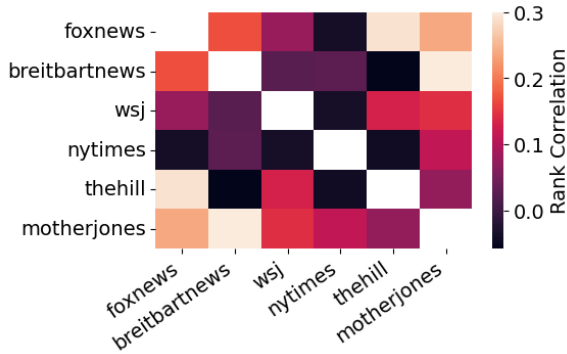 foxnews
breitbartnews
wsj
nytimes
thehill
motherjones
foxnews
breitbartnews
wsj
nytimes
thehill
motherjones
0.3
0.2
0.1
0.0
Rank Correlation